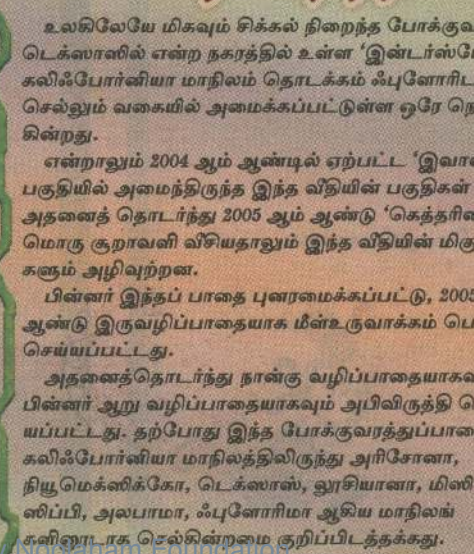 உலகிலேயே மிகவும் சிக்கல் நிறைந்த போக்குவ
டெக்ஸாஸில் என்ற நகரத்தில் உள்ள ‘இன்டர்ஸ்டே
கலிஃபோர்னியா மாநிலம் தொடக்கம் ஃபுளோரிட
செல்லும் வகையில் அமைக்கப்பட்டுள்ள ஒரே நெ
கின்றது.
என்றாலும் 2004 ஆம் ஆண்டில் ஏற்பட்ட ‘இவான
பகுதியில் அமைந்திருந்த இந்த வீதியின் பகுதிகள்
அதனைத் தொடர்ந்து 2005 ஆம் ஆண்டு ‘கெத்தரின
மொரு சூறாவளி வீசியதாலும் இந்த வீதியின் மிகு
களும் அழிவுற்றன.
பின்னர் இந்தப் பாதை புனரமைக்கப்பட்டு, 2005
ஆண்டு இருவழிப்பாதையாக மீள்உருவாக்கம் பெ
செய்யப்பட்டது.
அதனைத்தொடர்ந்து நான்கு வழிப்பாதையாகவ
பின்னர் ஆறு வழிப்பாதையாகவும் அபிவிருத்தி செ
யப்பட்டது. தற்போது இந்த போக்குவரத்துப்பாதை
கலிஃபோர்னியா மாநிலத்திலிருந்து அரிசோனா,
நியூமெக்ஸிக்கோ, டெக்ஸாஸ், லூசியானா, மிஸி
ஸிப்பி, அலபாமா, ஃபுளோரிமா ஆகிய மாநிலங்
களினூடாக செல்கின்றமை குறிப்பிடத்தக்கது.
Noolaham Foundation